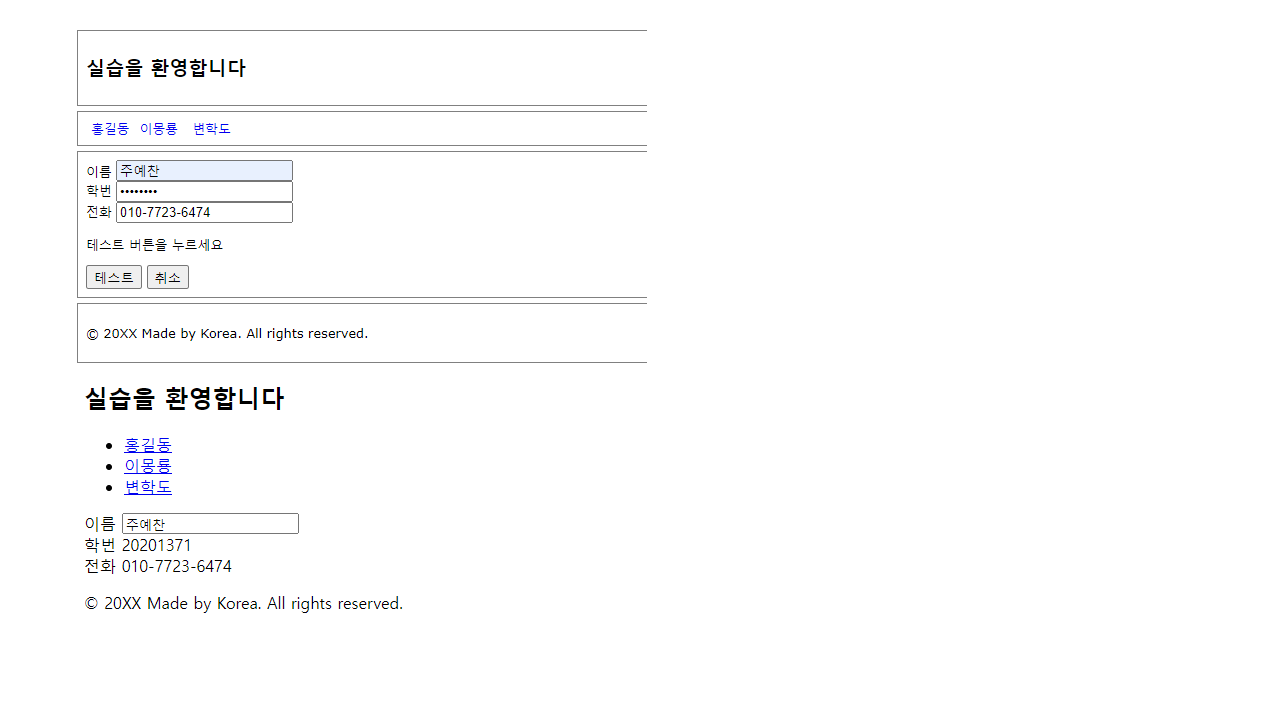 실습을 환영합니다
홍길동 이몽룡 변학도
이름 주예찬
학번 ••••••••
전화 010-7723-6474
테스트 버튼을 누르세요
테스트 취소
© 20XX Made by Korea. All rights reserved.
실습을 환영합니다
• 홍길동
• 이몽룡
• 변학도
이름 주예찬
학번 20201371
전화 010-7723-6474
© 20XX Made by Korea. All rights reserved.